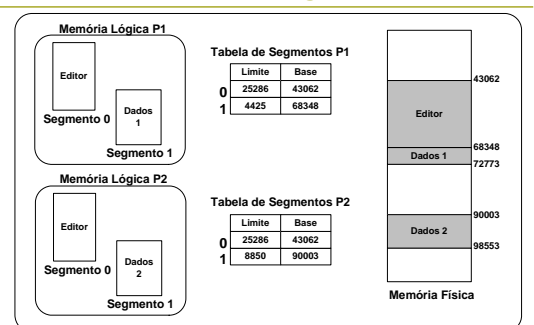 Memória Lógica P1
Editor
Segmento 0
Dados
1
Segmento 1
Tabela de Segmentos P1
Limite Base
0 25286 43062
1 4425 68348
Memória Lógica P2
Editor
Segmento 0
Dados
2
Segmento 1
Tabela de Segmentos P2
Limite Base
0 25286 43062
1 8850 90003
43062
Editor
68348
Dados 1
72773
90003
Dados 2
98553
Memória Física